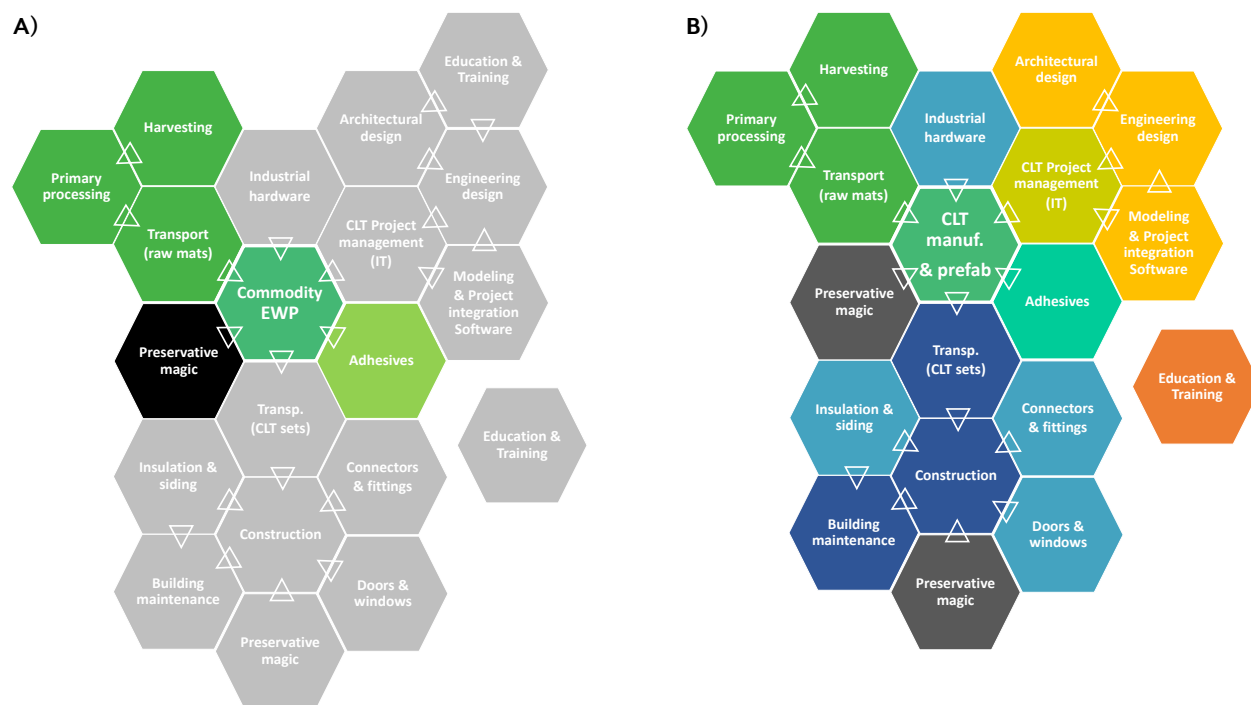 A)
Education &
Training
Architectural
design
Harvesting
Industrial
hardware
Engineering
design
Primary
processing
CLT Project
management
(IT)
Transport
(raw mats)
Commodity
EWP
Modeling
& Project
integration
Software
Preservative
magic
Adhesives
Transp.
(CLT sets)
Education &
Training
Insulation &
siding
Connectors
& fittings
Construction
Building
maintenance
Doors &
windows
Preservative
magic
B)
Architectural
design
Harvesting
Industrial
hardware
Primary
processing
Engineering
design
Transport
(raw mats)
CLT Project
management
(IT)
CLT
manuf.
& prefab
Modeling
& Project
integration
Software
Preservative
magic
Adhesives
Transp.
(CLT sets)
Education &
Training
Insulation &
siding
Connectors
& fittings
Construction
Building
maintenance
Doors &
windows
Preservative
magic